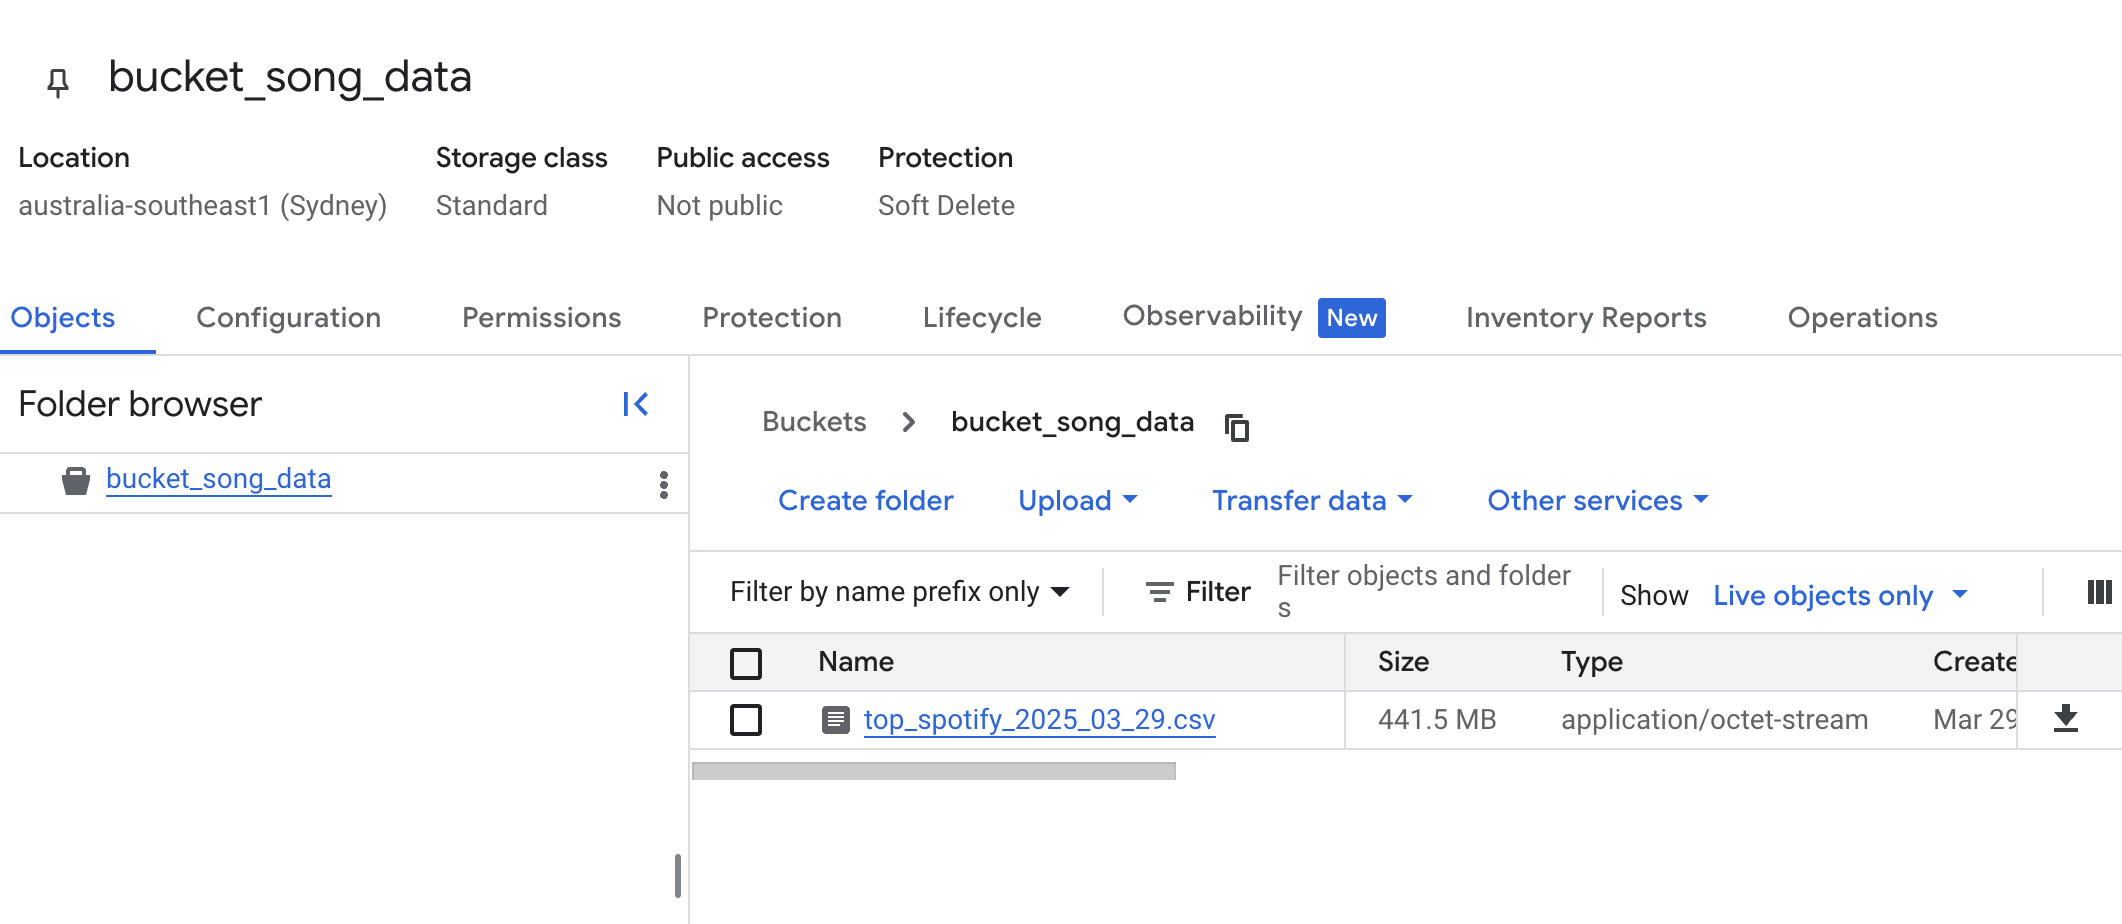 bucket_song_data
Location Storage class Public access Protection
australia-southeast1 (Sydney) Standard Not public Soft Delete
Objects Configuration Permissions Protection Lifecycle Observability New Inventory Reports Operations
Folder browser
bucket_song_data
Buckets bucket_song_data
Create folder Upload Transfer data Other services
Filter by name prefix only Filter Filter objects and folder
s
Show Live objects only
Name Size Type Create
top_spotify_2025_03_29.csv 441.5 MB application/octet-stream Mar 29